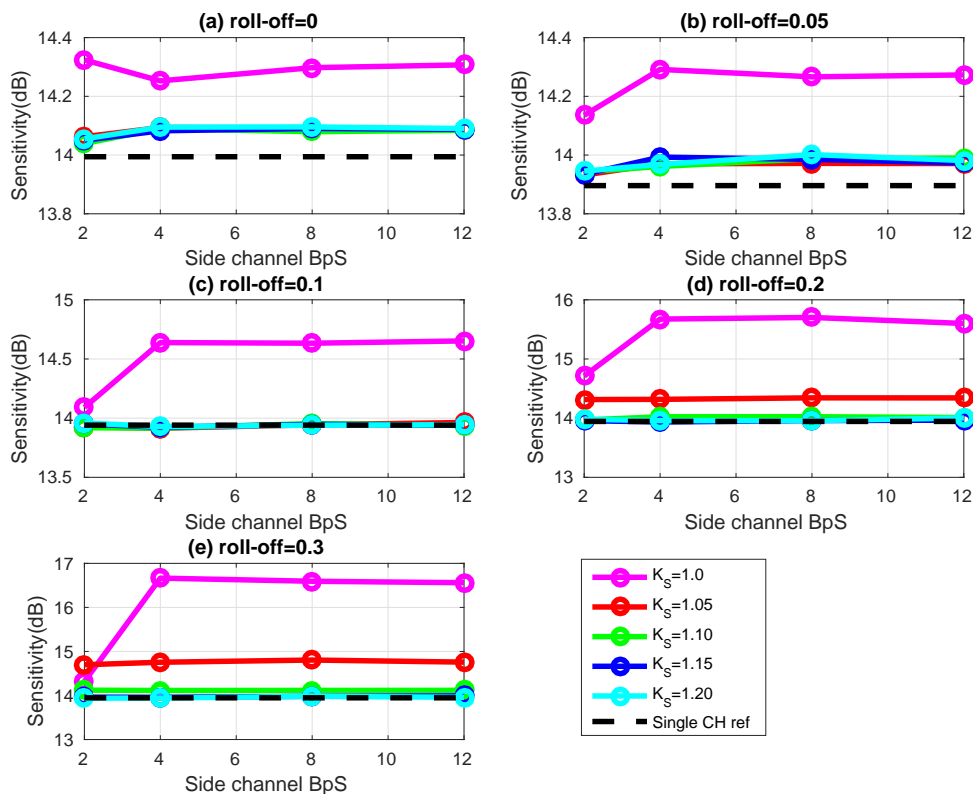 (a) roll-off=0
14.4
14.2
14
13.8
Sensitivity(dB)
2 4 6 8 10 12
Side channel BpS
(b) roll-off=0.05
14.4
14.2
14
13.8
Sensitivity(dB)
2 4 6 8 10 12
Side channel BpS
(c) roll-off=0.1
15
14.5
14
13.5
Sensitivity(dB)
2 4 6 8 10 12
Side channel BpS
(d) roll-off=0.2
16
15
14
13
Sensitivity(dB)
2 4 6 8 10 12
Side channel BpS
(e) roll-off=0.3
17
16
15
14
13
Sensitivity(dB)
2 4 6 8 10 12
Side channel BpS
K_S=1.0
K_S=1.05
K_S=1.10
K_S=1.15
K_S=1.20
Single CH ref